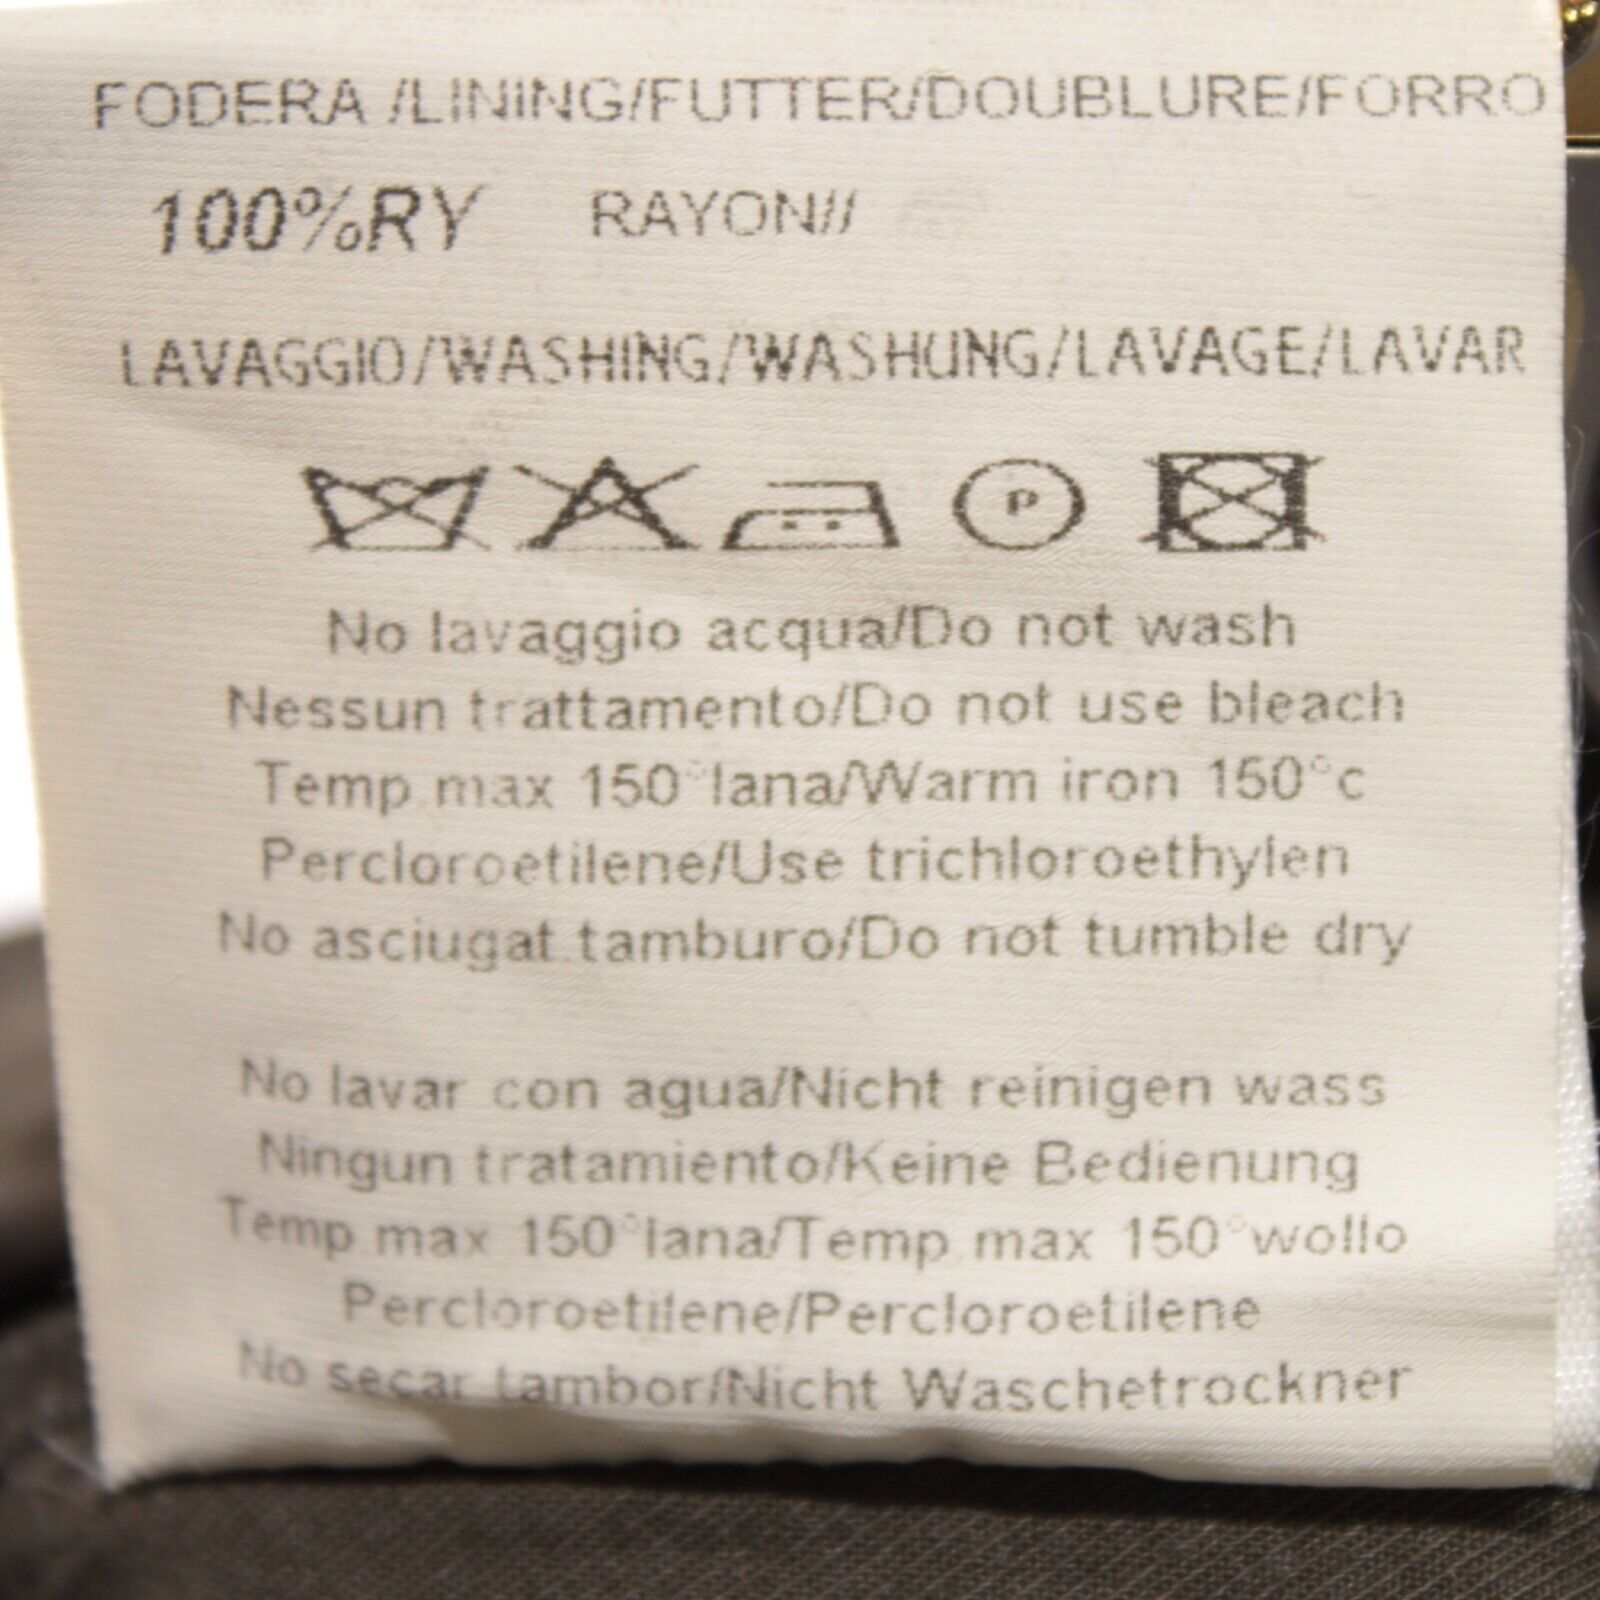 FODERA /LINING/FUTTER/DOUBLURE/FORRO
100%RY RAYON//
LAVAGGIO/WASHING/WASHUNG/LAVAGE/LAVAR
P
No lavaggio acqua/Do not wash
Nessun trattamento/Do not use bleach
Temp.max 150°lana/Warm iron 150°c
Percloroetilene/Use trichloroethylen
No asciugat.tamburo/Do not tumble dry
No lavar con agua/Nicht reinigen wass
Ningun tratamiento/Keine Bedienung
Temp.max 150°lana/Temp max 150°wollo
Percloroetilene/Percloroetilene
No secar tambor/Nicht Waschetrockner